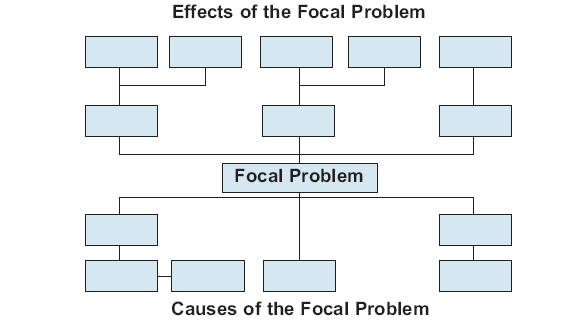 Effects of the Focal Problem
Focal Problem
Causes of the Focal Problem